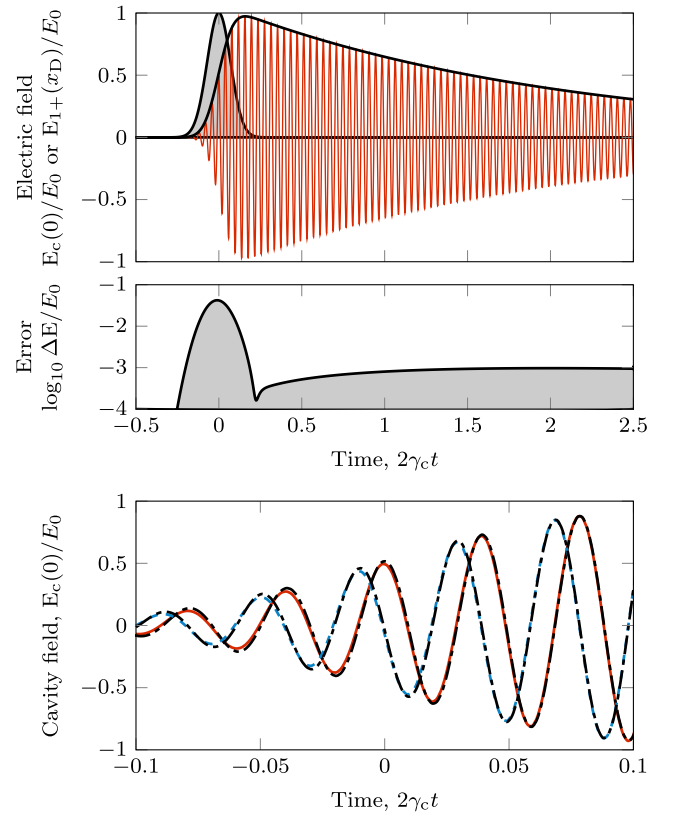 Electric field
E_c(0)/E_0 or E_{1+}(x_D)/E_0
1
0.5
0
−0.5
−1
Error
log_{10} ΔE/E_0
−1
−2
−3
−4
−0.5 0 0.5 1 1.5 2 2.5
Time, 2γ_c t
Cavity field, E_c(0)/E_0
1
0.5
0
−0.5
−1
−0.1 −0.05 0 0.05 0.1
Time, 2γ_c t